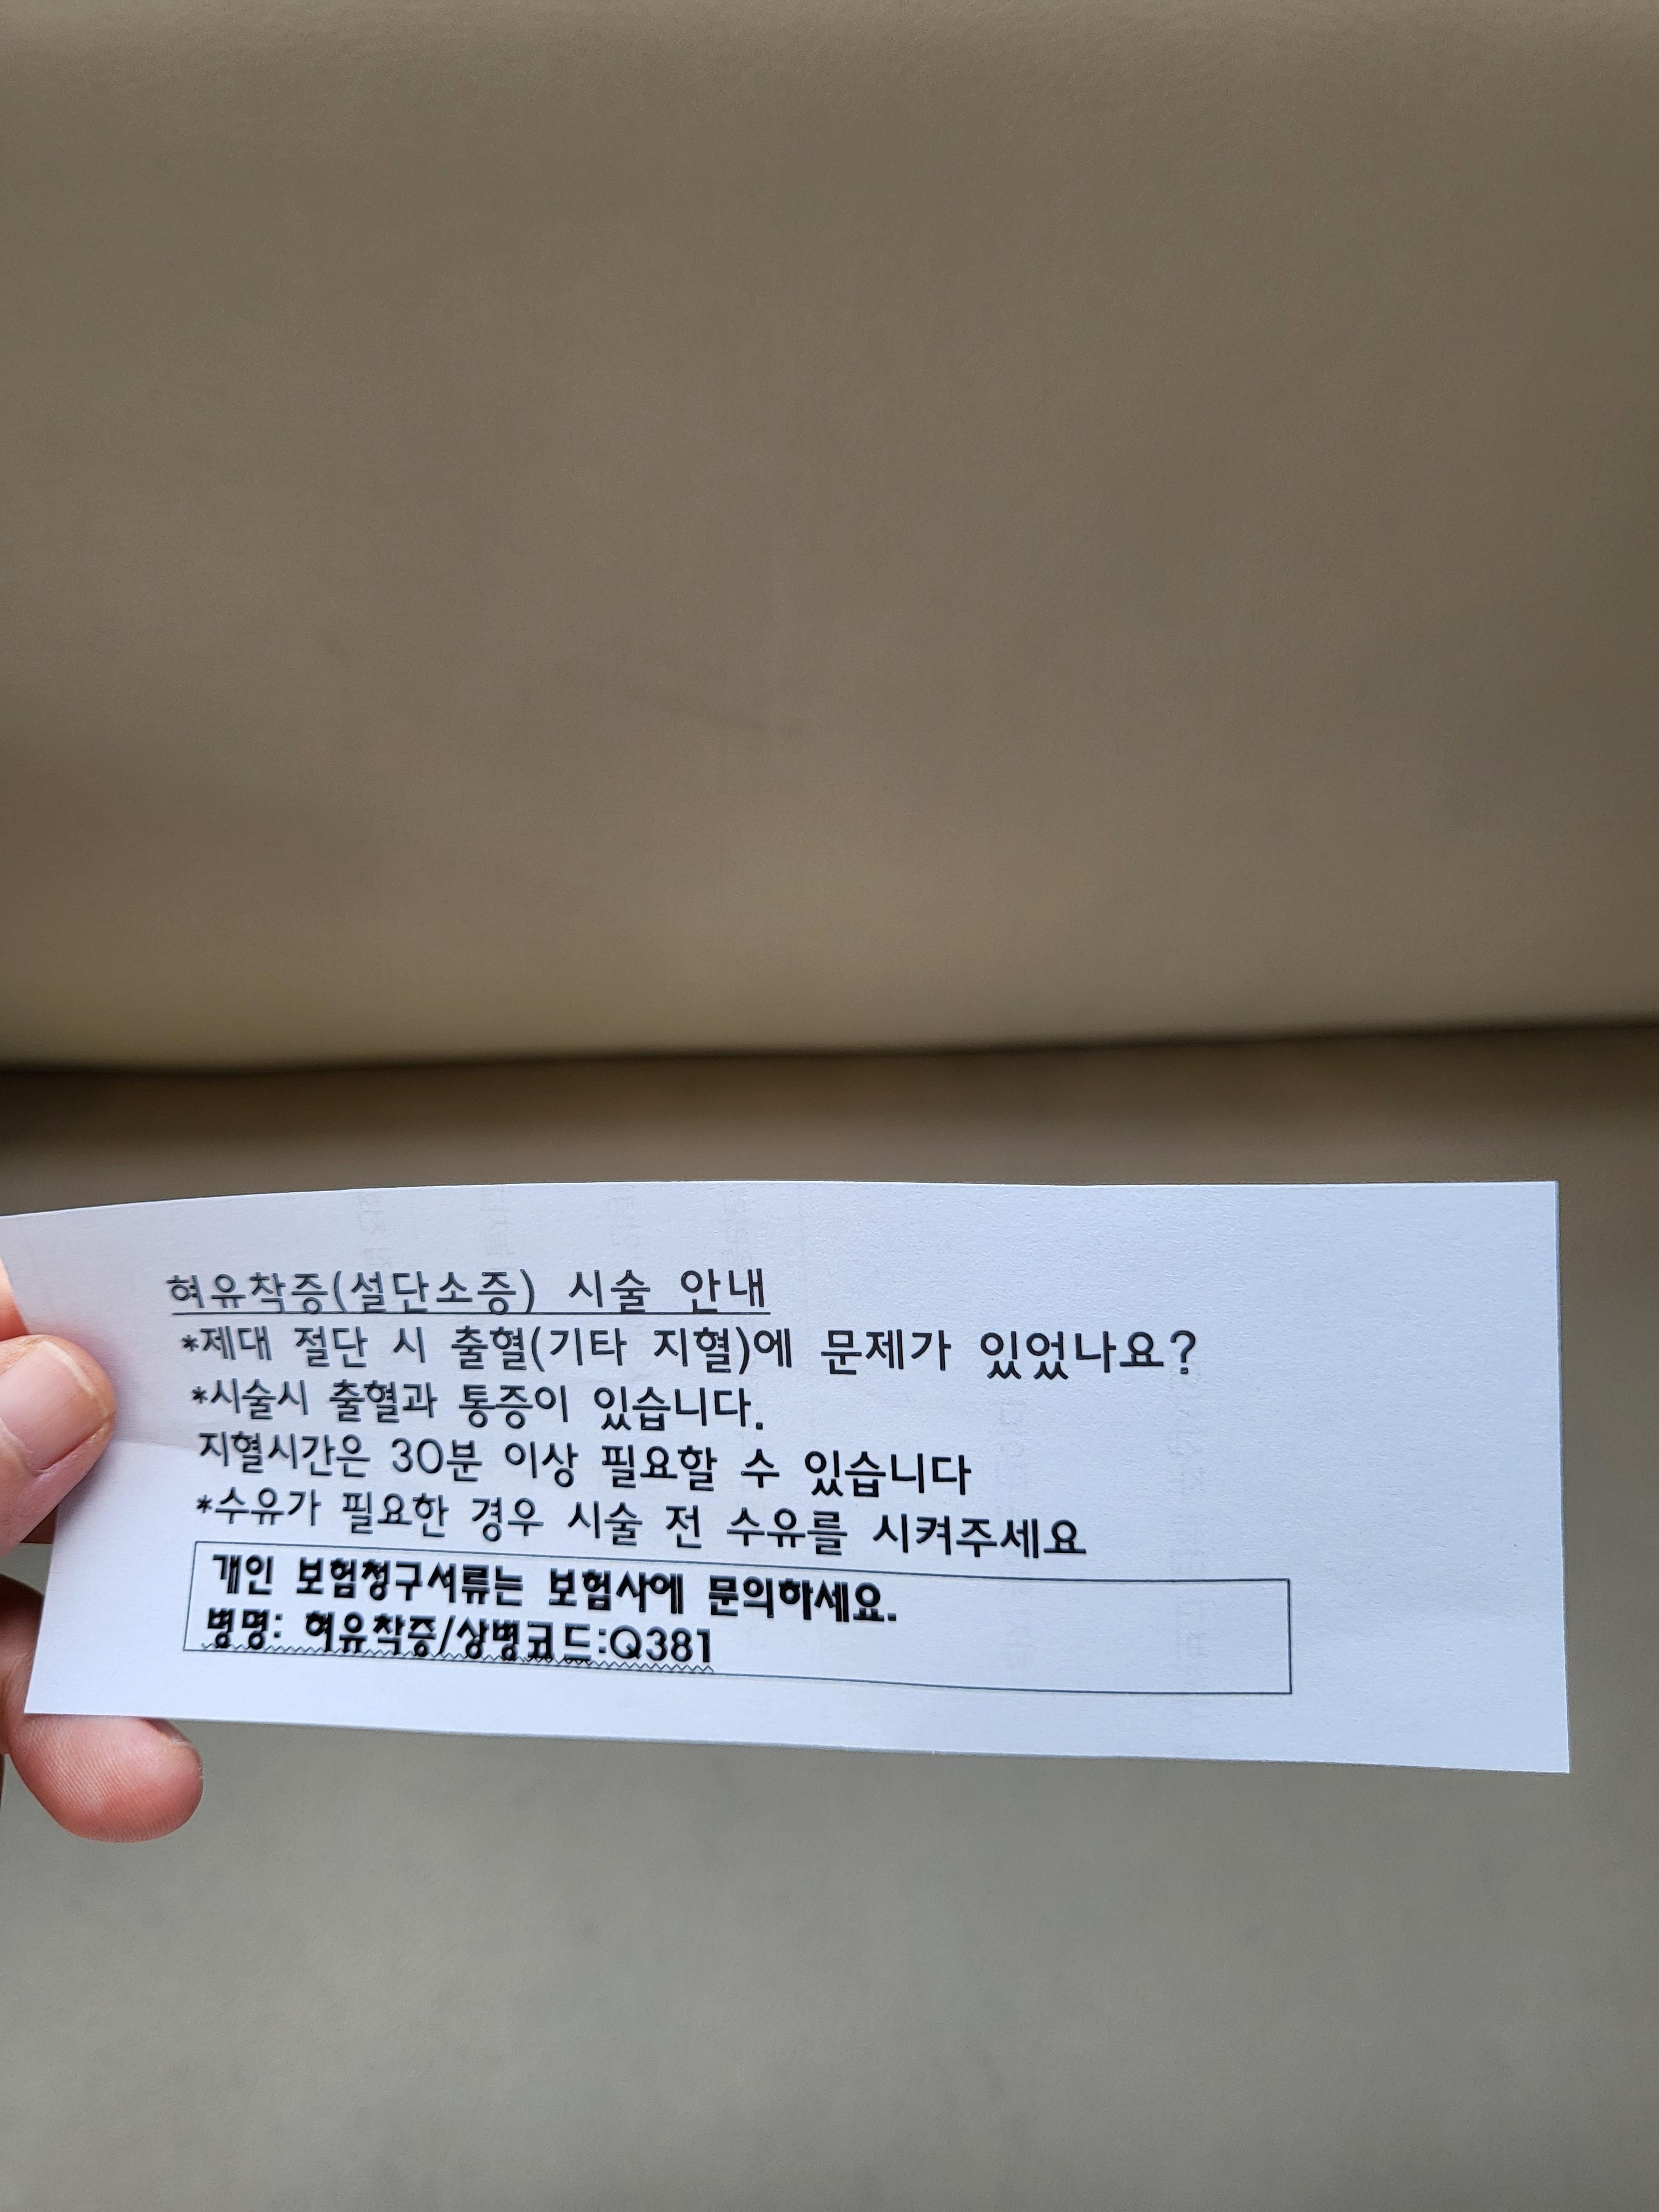 혀유착증(설단소증) 시술 안내
*제대 절단 시 출혈(기타 지혈)에 문제가 있었나요?
*시술시 출혈과 통증이 있습니다.
지혈시간은 30분 이상 필요할 수 있습니다
*수유가 필요한 경우 시술 전 수유를 시켜주세요
개인 보험청구서류는 보험사에 문의하세요.
병명: 혀유착증/상병코드:Q381